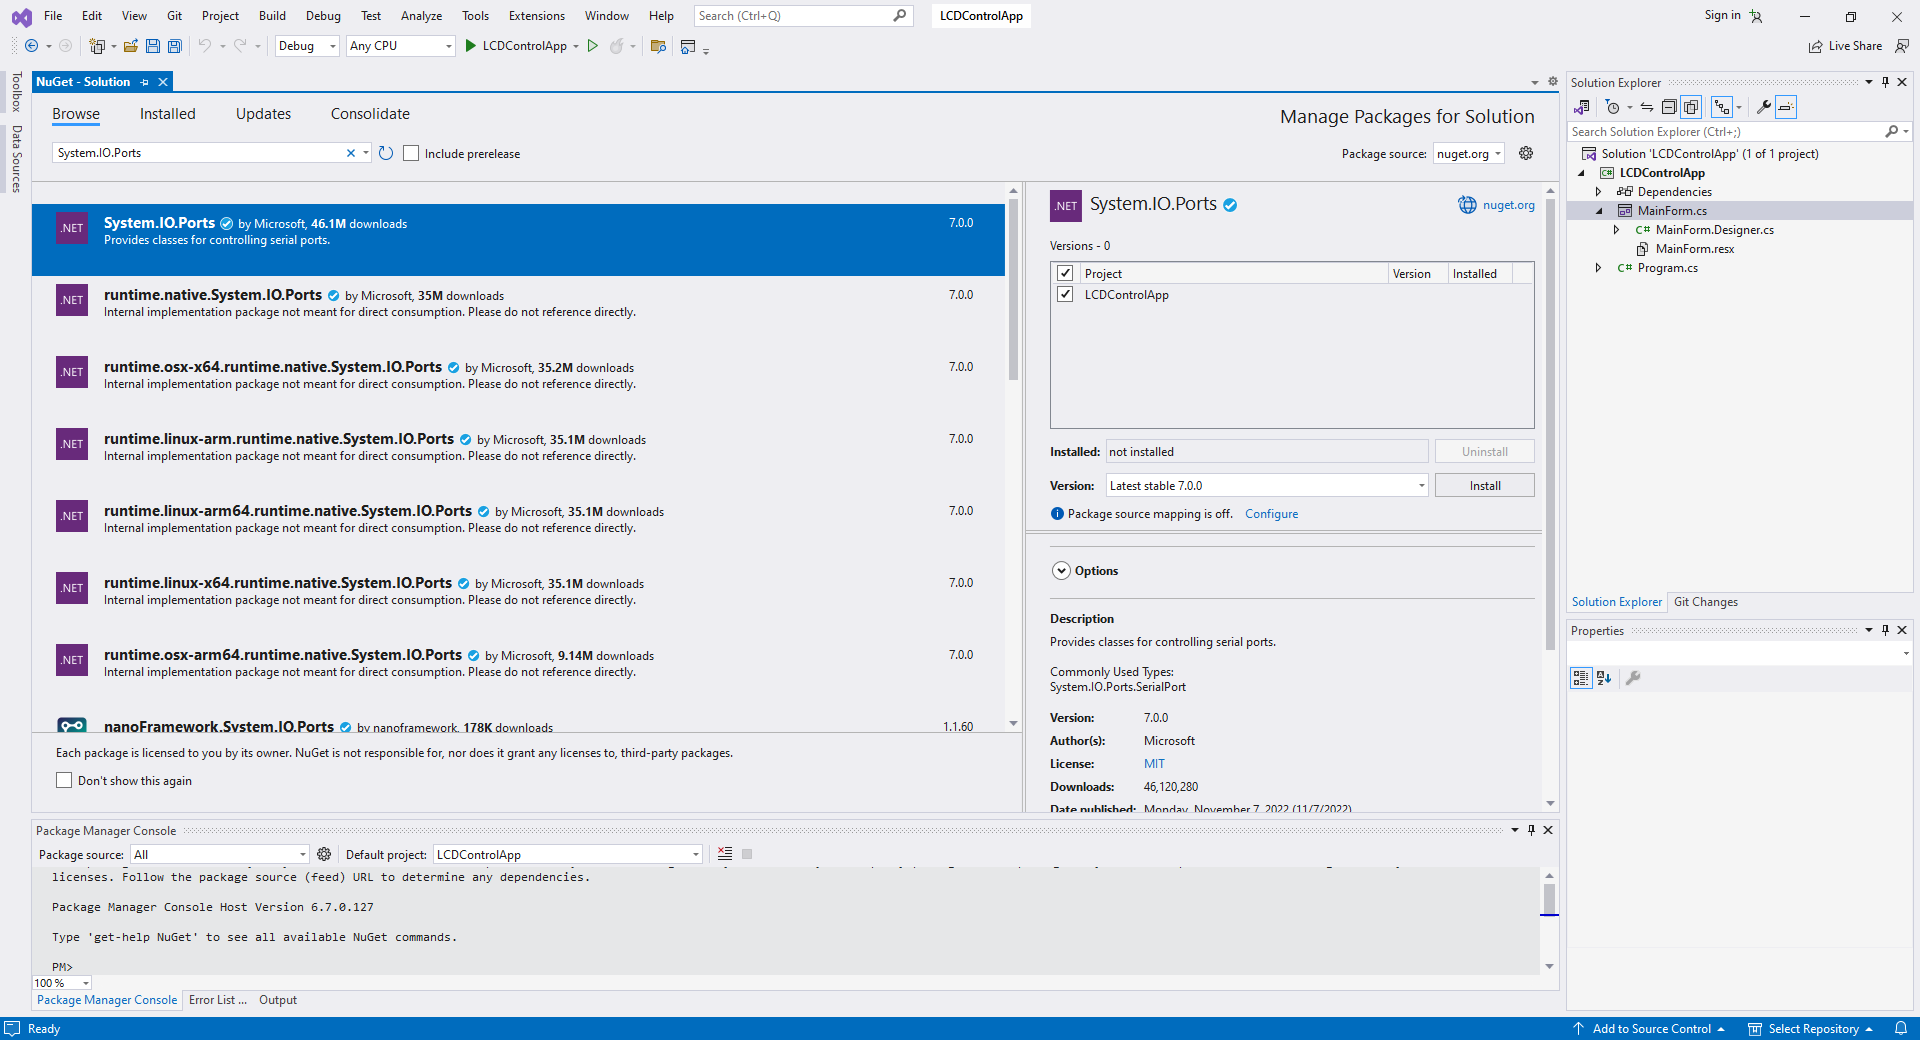 File Edit View Git Project Build Debug Test Analyze Tools Extensions Window Help Search (Ctrl+Q) LCDControlApp Sign in
Debug Any CPU LCDControlApp Live Share
Toolbox
Data Sources
NuGet - Solution
Browse Installed Updates Consolidate
Manage Packages for Solution
System.IO.Ports Include prerelease
Package source: nuget.org
.NET System.IO.Ports by Microsoft, 46.1M downloads 7.0.0
Provides classes for controlling serial ports.
.NET runtime.native.System.IO.Ports by Microsoft, 35M downloads 7.0.0
Internal implementation package not meant for direct consumption. Please do not reference directly.
.NET runtime.osx-x64.runtime.native.System.IO.Ports by Microsoft, 35.2M downloads 7.0.0
Internal implementation package not meant for direct consumption. Please do not reference directly.
.NET runtime.linux-arm.runtime.native.System.IO.Ports by Microsoft, 35.1M downloads 7.0.0
Internal implementation package not meant for direct consumption. Please do not reference directly.
.NET runtime.linux-arm64.runtime.native.System.IO.Ports by Microsoft, 35.1M downloads 7.0.0
Internal implementation package not meant for direct consumption. Please do not reference directly.
.NET runtime.linux-x64.runtime.native.System.IO.Ports by Microsoft, 35.1M downloads 7.0.0
Internal implementation package not meant for direct consumption. Please do not reference directly.
.NET runtime.osx-arm64.runtime.native.System.IO.Ports by Microsoft, 9.14M downloads 7.0.0
Internal implementation package not meant for direct consumption. Please do not reference directly.
nanoFramework.System.IO.Ports by nanoframework, 178K downloads 1.1.60
Each package is licensed to you by its owner. NuGet is not responsible for, nor does it grant any licenses to, third-party packages.
Don't show this again
.NET System.IO.Ports nuget.org
Versions - 0
Project Version Installed
LCDControlApp
Installed: not installed Uninstall
Version: Latest stable 7.0.0 Install
Package source mapping is off. Configure
Options
Description
Provides classes for controlling serial ports.
Commonly Used Types:
System.IO.Ports.SerialPort
Version: 7.0.0
Author(s): Microsoft
License: MIT
Downloads: 46,120,280
Date published: Monday, November 7, 2022 (11/7/2022)
Package Manager Console
Package source: All Default project: LCDControlApp
licenses. Follow the package source (feed) URL to determine any dependencies.
Package Manager Console Host Version 6.7.0.127
Type 'get-help NuGet' to see all available NuGet commands.
PM>
100 %
Package Manager Console Error List ... Output
Solution Explorer
Search Solution Explorer (Ctrl+;)
Solution 'LCDControlApp' (1 of 1 project)
C# LCDControlApp
Dependencies
MainForm.cs
C# MainForm.Designer.cs
MainForm.resx
C# Program.cs
Solution Explorer Git Changes
Properties
Ready Add to Source Control Select Repository